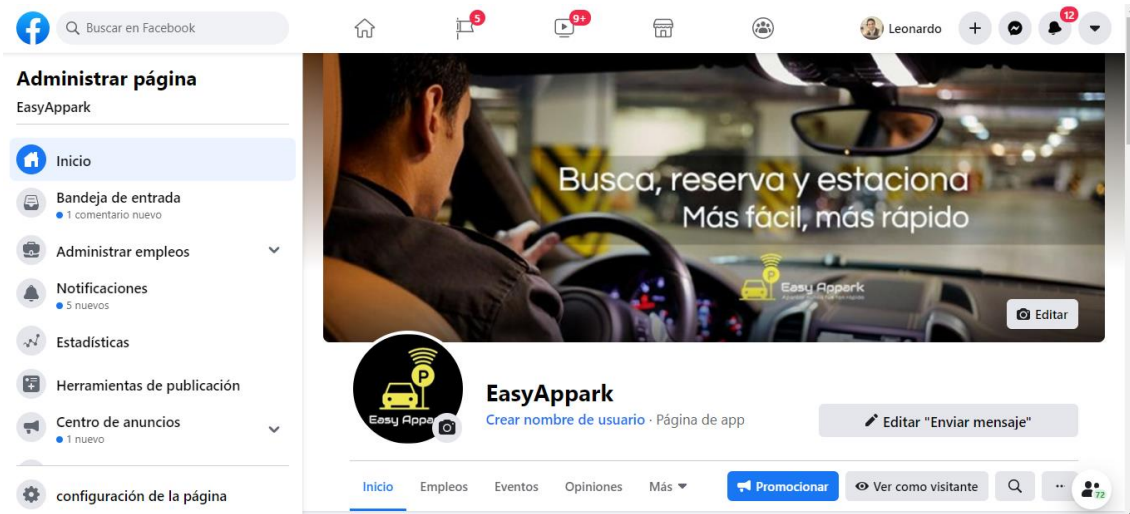 Buscar en Facebook
5
9+
Leonardo
12
Administrar página
EasyAppark
Inicio
Bandeja de entrada
1 comentario nuevo
Administrar empleos
Notificaciones
5 nuevos
Estadísticas
Herramientas de publicación
Centro de anuncios
1 nuevo
configuración de la página
Busca, reserva y estaciona
Más fácil, más rápido
P
Easy Appark
Editar
P
Easy Appa
EasyAppark
Crear nombre de usuario · Página de app
Editar "Enviar mensaje"
Inicio Empleos Eventos Opiniones Más
Promocionar
Ver como visitante
72